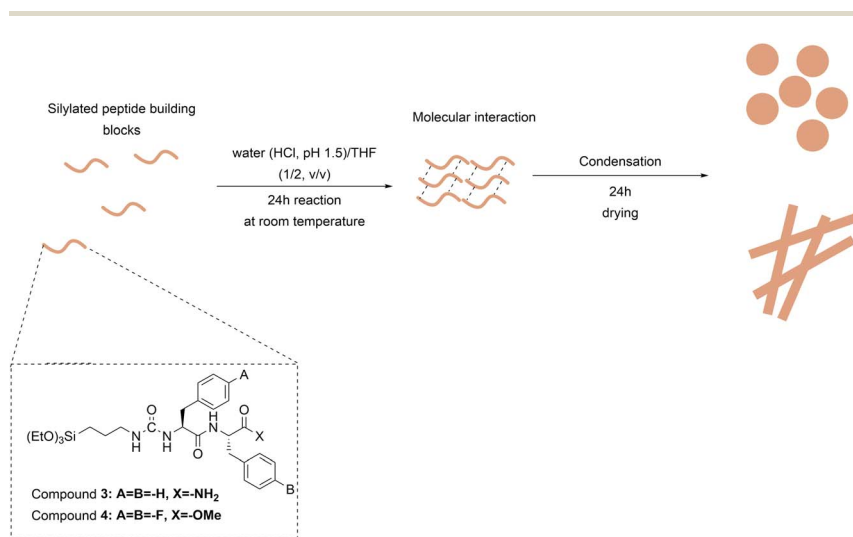 Silylated peptide building
blocks
water (HCl, pH 1.5)/THF
(1/2, v/v)
24h reaction
at room temperature
Molecular interaction
Condensation
24h
drying
A
O
H
N
O
X
(EtO)3Si
N
H
N
H
O
B
Compound 3: A=B=-H, X=-NH2
Compound 4: A=B=-F, X=-OMe